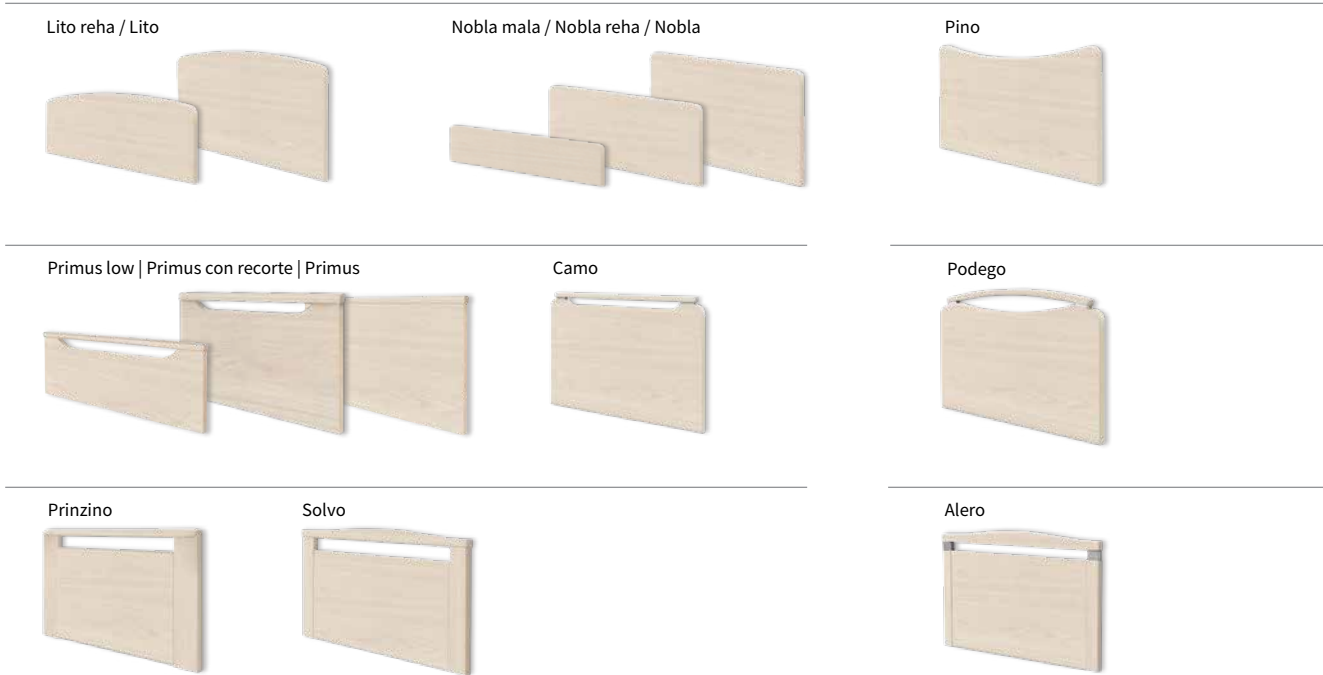 Lito reha / Lito
Nobla mala / Nobla reha / Nobla
Pino
Primus low | Primus con recorte | Primus
Camo
Podego
Prinzino
Solvo
Alero